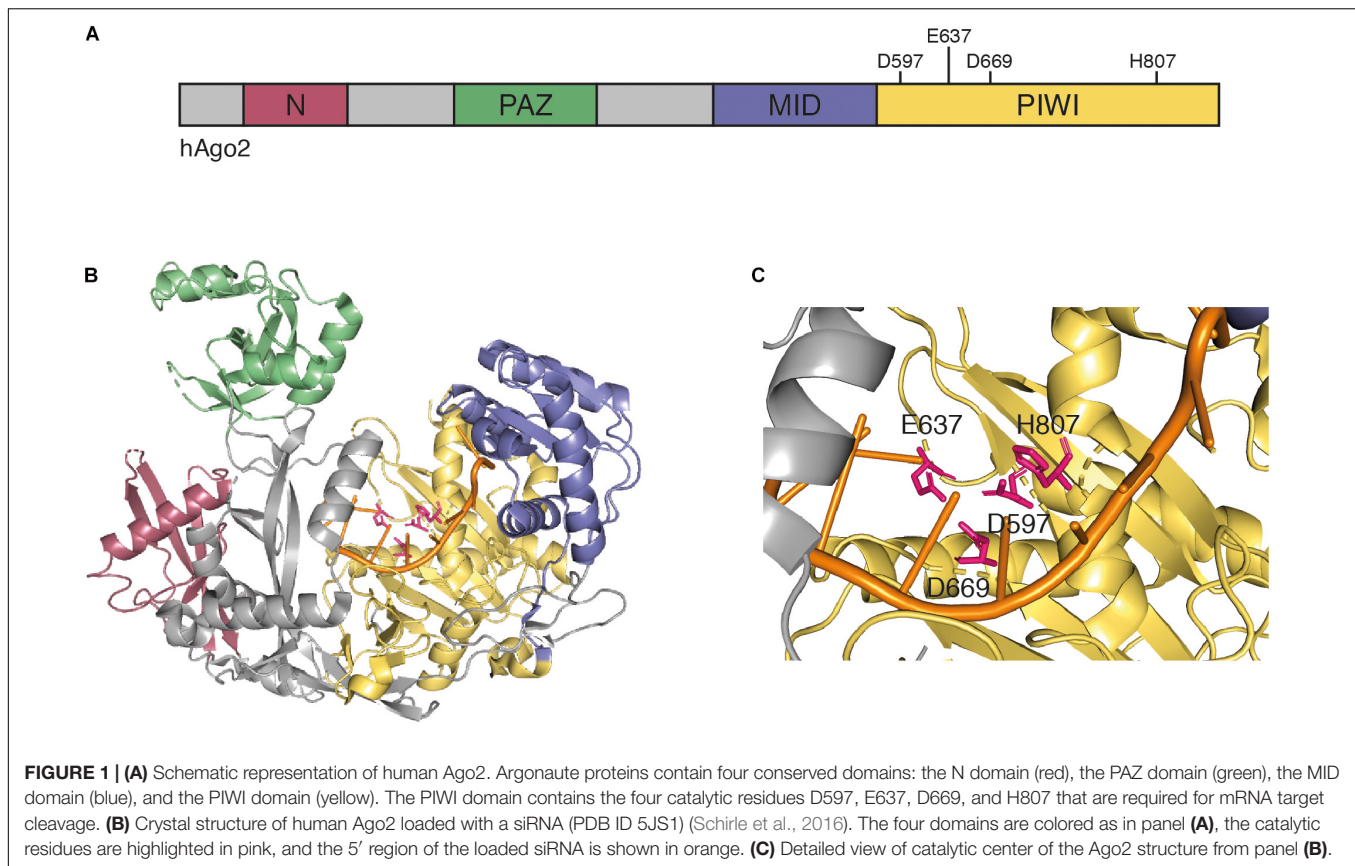 A
E637
D597 D669 H807
N PAZ MID PIWI
hAgo2
B
C
E637 H807
D597
D669
FIGURE 1 | (A) Schematic representation of human Ago2. Argonaute proteins contain four conserved domains: the N domain (red), the PAZ domain (green), the MID
domain (blue), and the PIWI domain (yellow). The PIWI domain contains the four catalytic residues D597, E637, D669, and H807 that are required for mRNA target
cleavage. (B) Crystal structure of human Ago2 loaded with a siRNA (PDB ID 5JS1) (Schirle et al., 2016). The four domains are colored as in panel (A), the catalytic
residues are highlighted in pink, and the 5′ region of the loaded siRNA is shown in orange. (C) Detailed view of catalytic center of the Ago2 structure from panel (B).